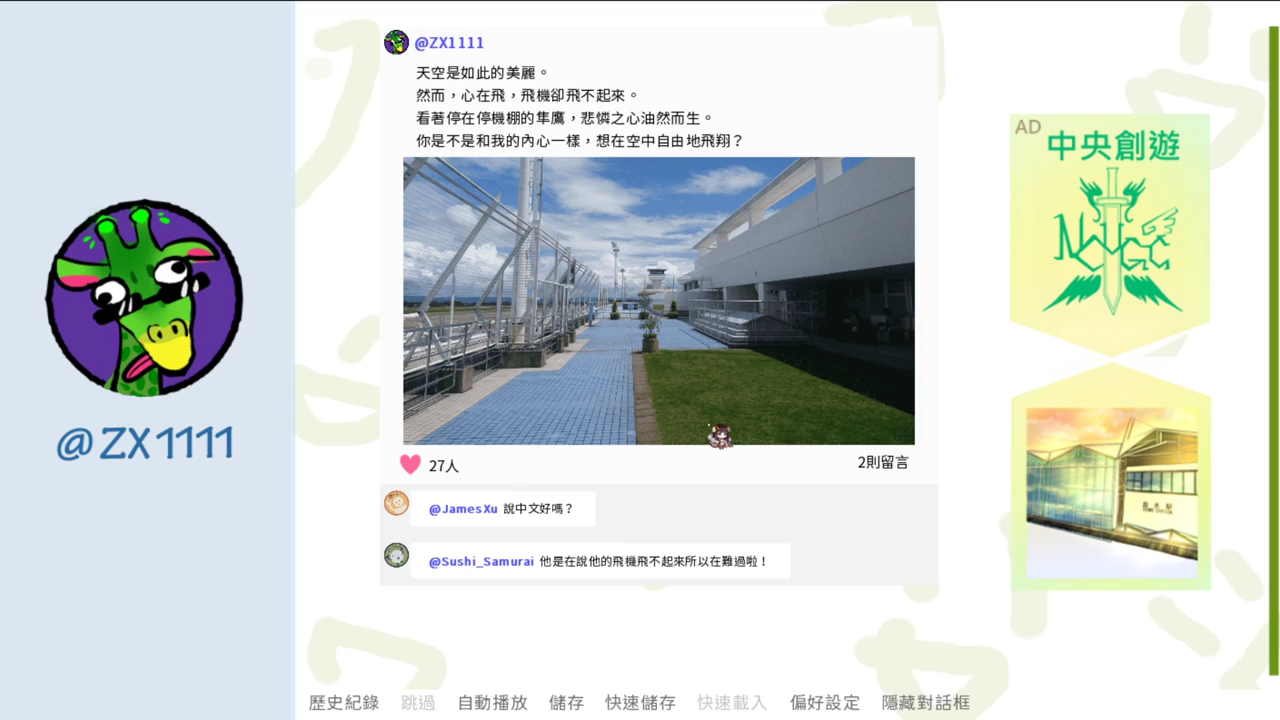 @ZX1111
天空是如此的美麗。
然而，心在飛，飛機卻飛不起來。
看著停在停機棚的隼鷹，悲憐之心油然而生。
你是不是和我的內心一樣，想在空中自由地飛翔？
27人
2則留言
@JamesXu 說中文好嗎？
@Sushi_Samurai 他是在說他的飛機飛不起來所以在難過啦！
@ZX1111
AD
中央創遊
NCGC
歷史紀錄 跳過 自動播放 儲存 快速儲存 快速載入 偏好設定 隱藏對話框